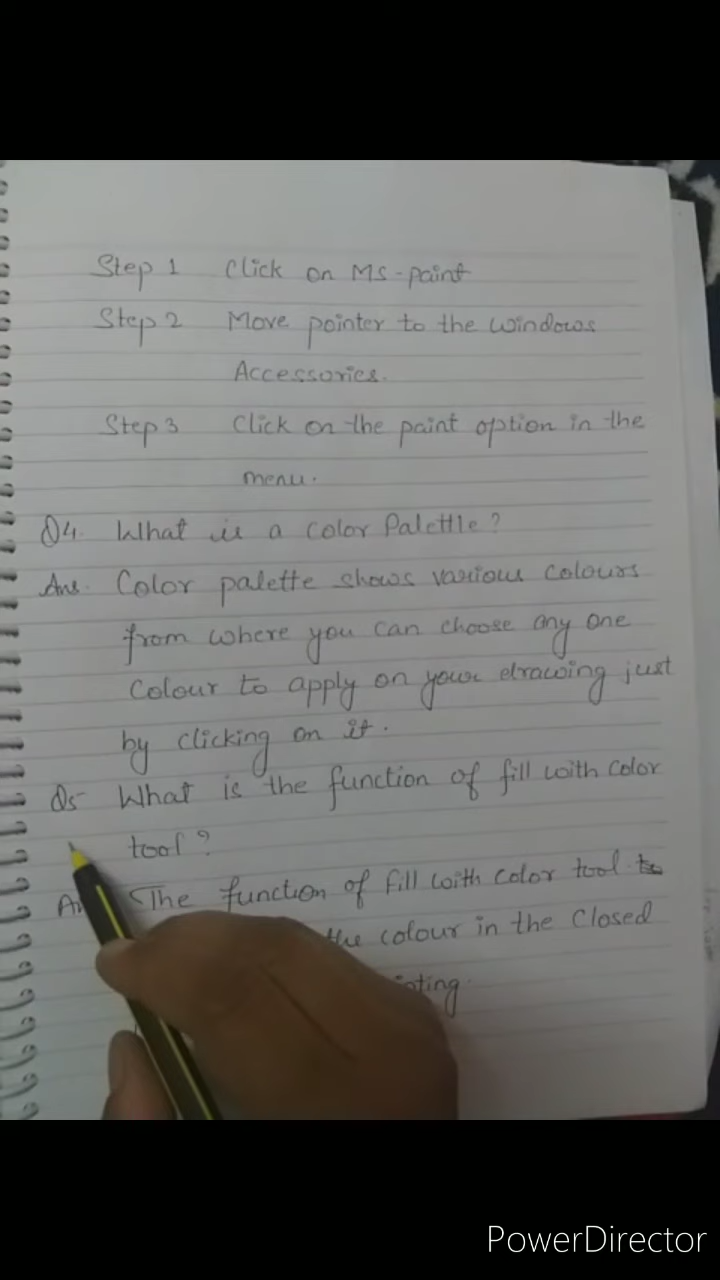 Step 1 Click on MS-paint
Step 2 Move pointer to the windows
Accessories.
Step 3 Click on the paint option in the
menu.
Q4. What is a color Palettle?
Ans. Color palette shows various colours
from where you can choose any one
colour to apply on your drawing just
by clicking on it.
Q5 What is the function of fill with color
tool?
The function of fill with color tool
the colour in the closed
PowerDirector